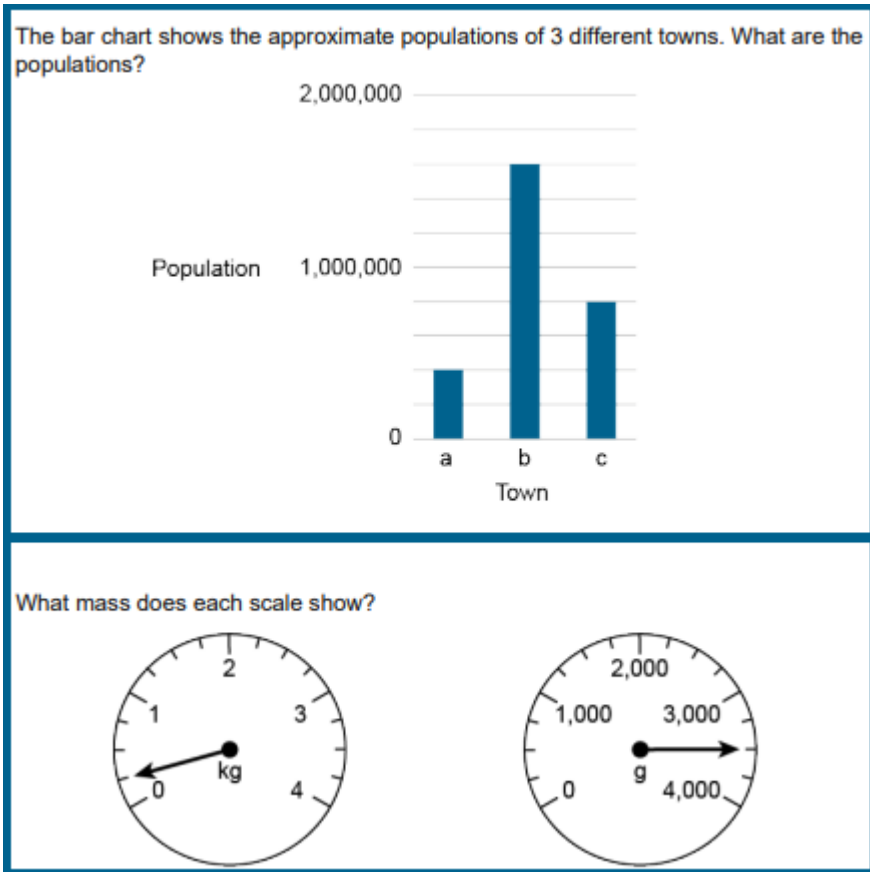 The bar chart shows the approximate populations of 3 different towns. What are the
populations?
2,000,000
Population 1,000,000
0
a b c
Town
What mass does each scale show?
2
1 3
kg
0 4
2,000
1,000 3,000
g
0 4,000